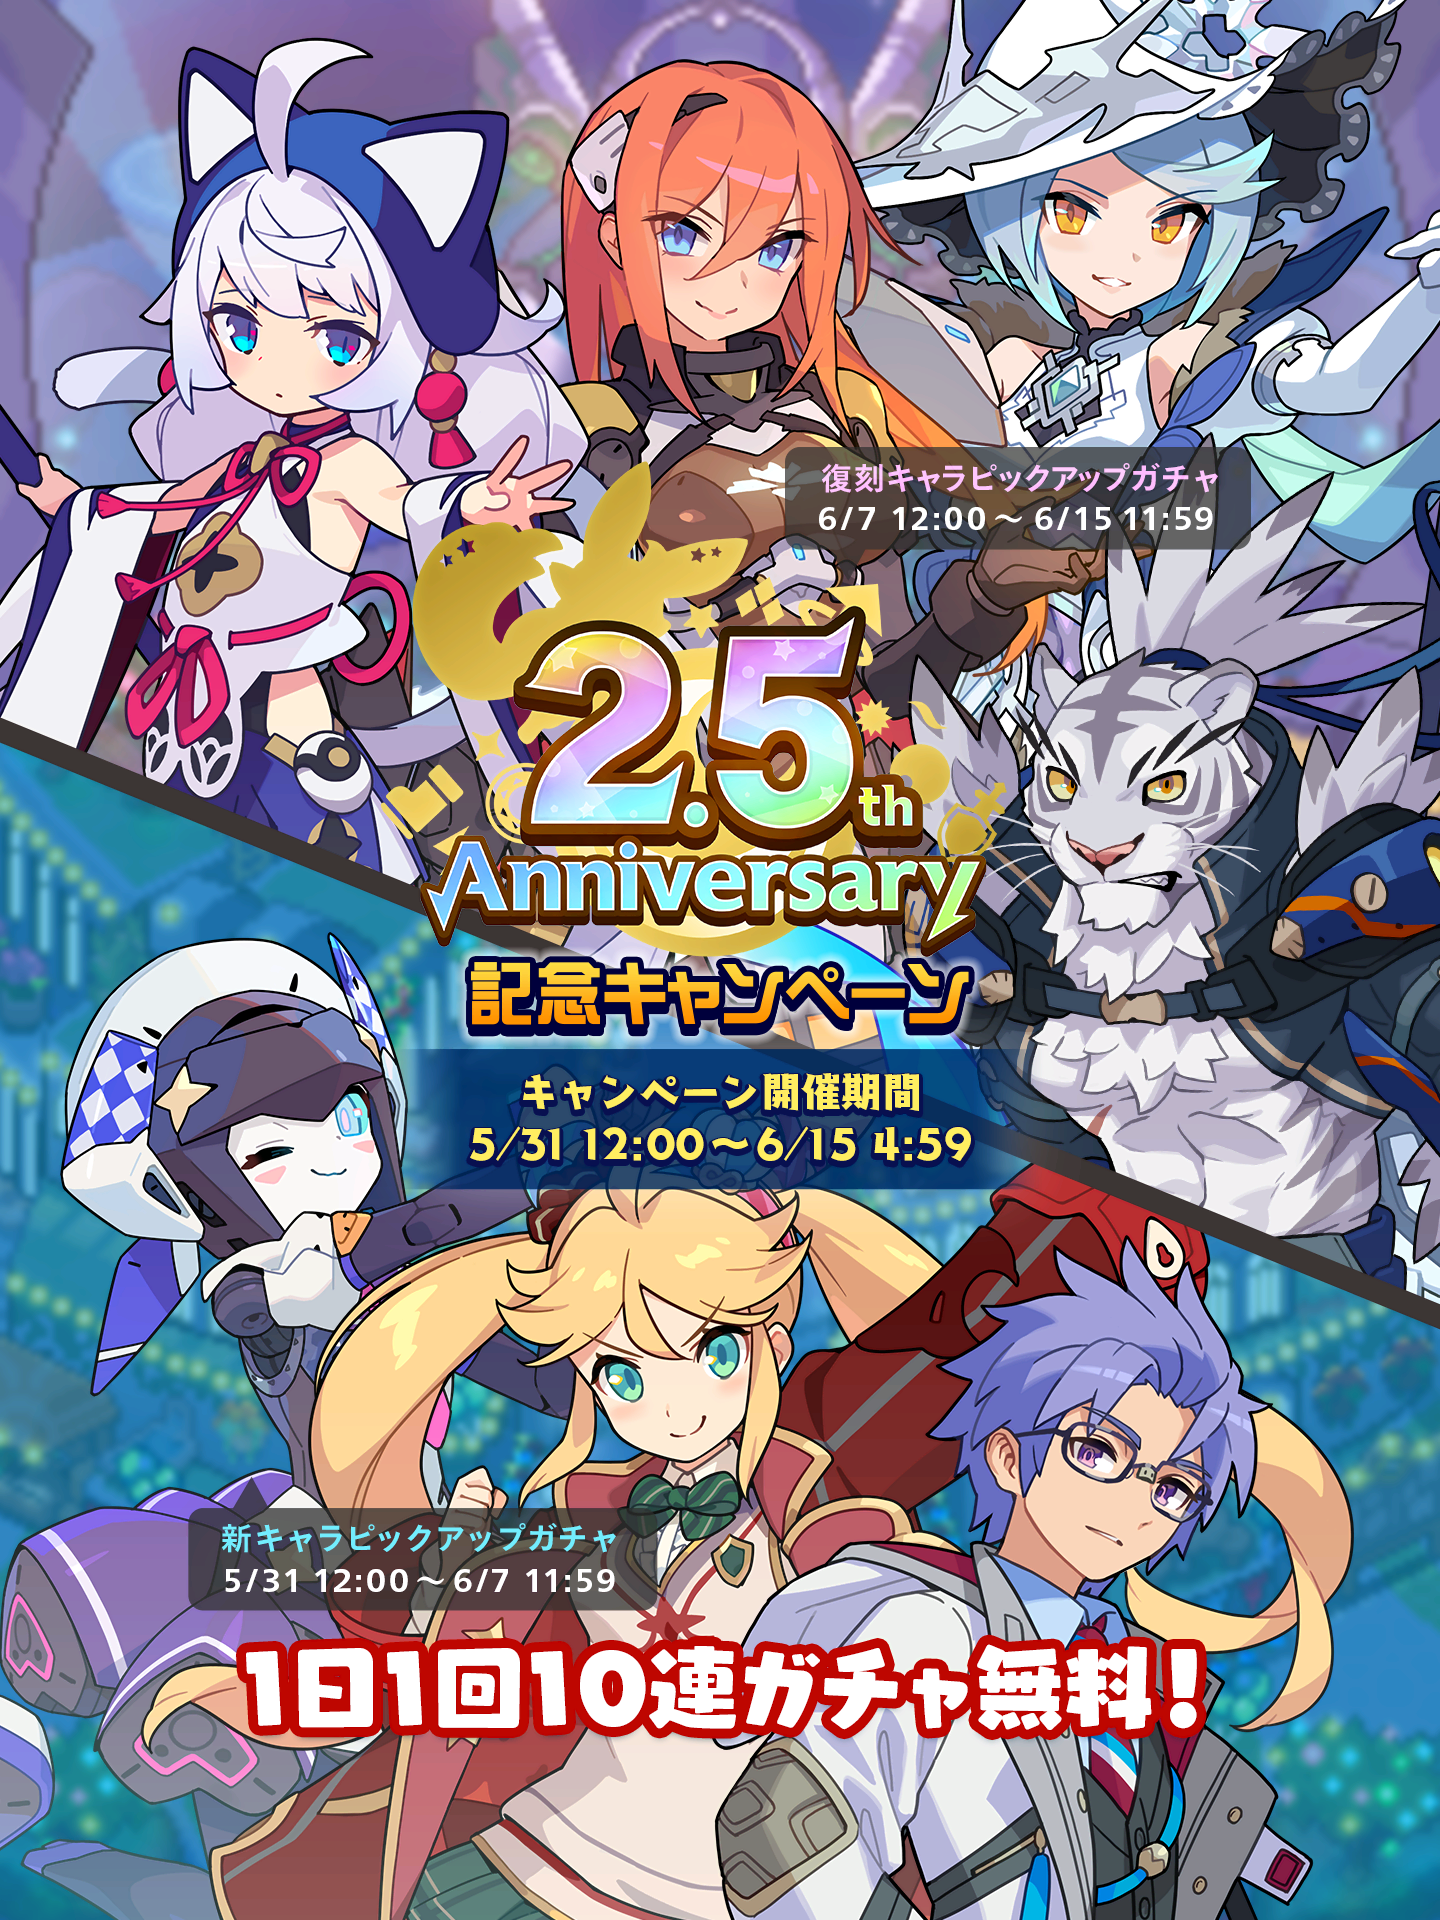 復刻キャラピックアップガチャ
6/7 12:00～6/15 11:59
2.5th
Anniversary
記念キャンペーン
キャンペーン開催期間
5/31 12:00～6/15 4:59
新キャラピックアップガチャ
5/31 12:00～6/7 11:59
1日1回10連ガチャ無料!